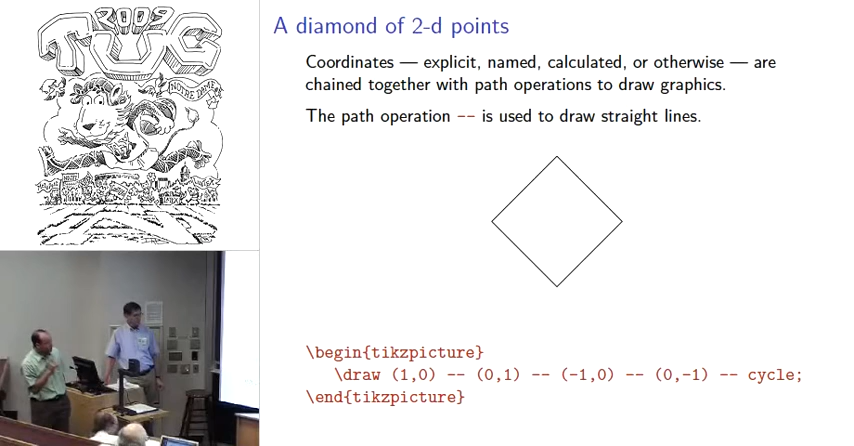 2009
TUG
NOTRE DAME
A diamond of 2-d points
Coordinates — explicit, named, calculated, or otherwise — are
chained together with path operations to draw graphics.
The path operation -- is used to draw straight lines.
\begin{tikzpicture}
\draw (1,0) -- (0,1) -- (-1,0) -- (0,-1) -- cycle;
\end{tikzpicture}